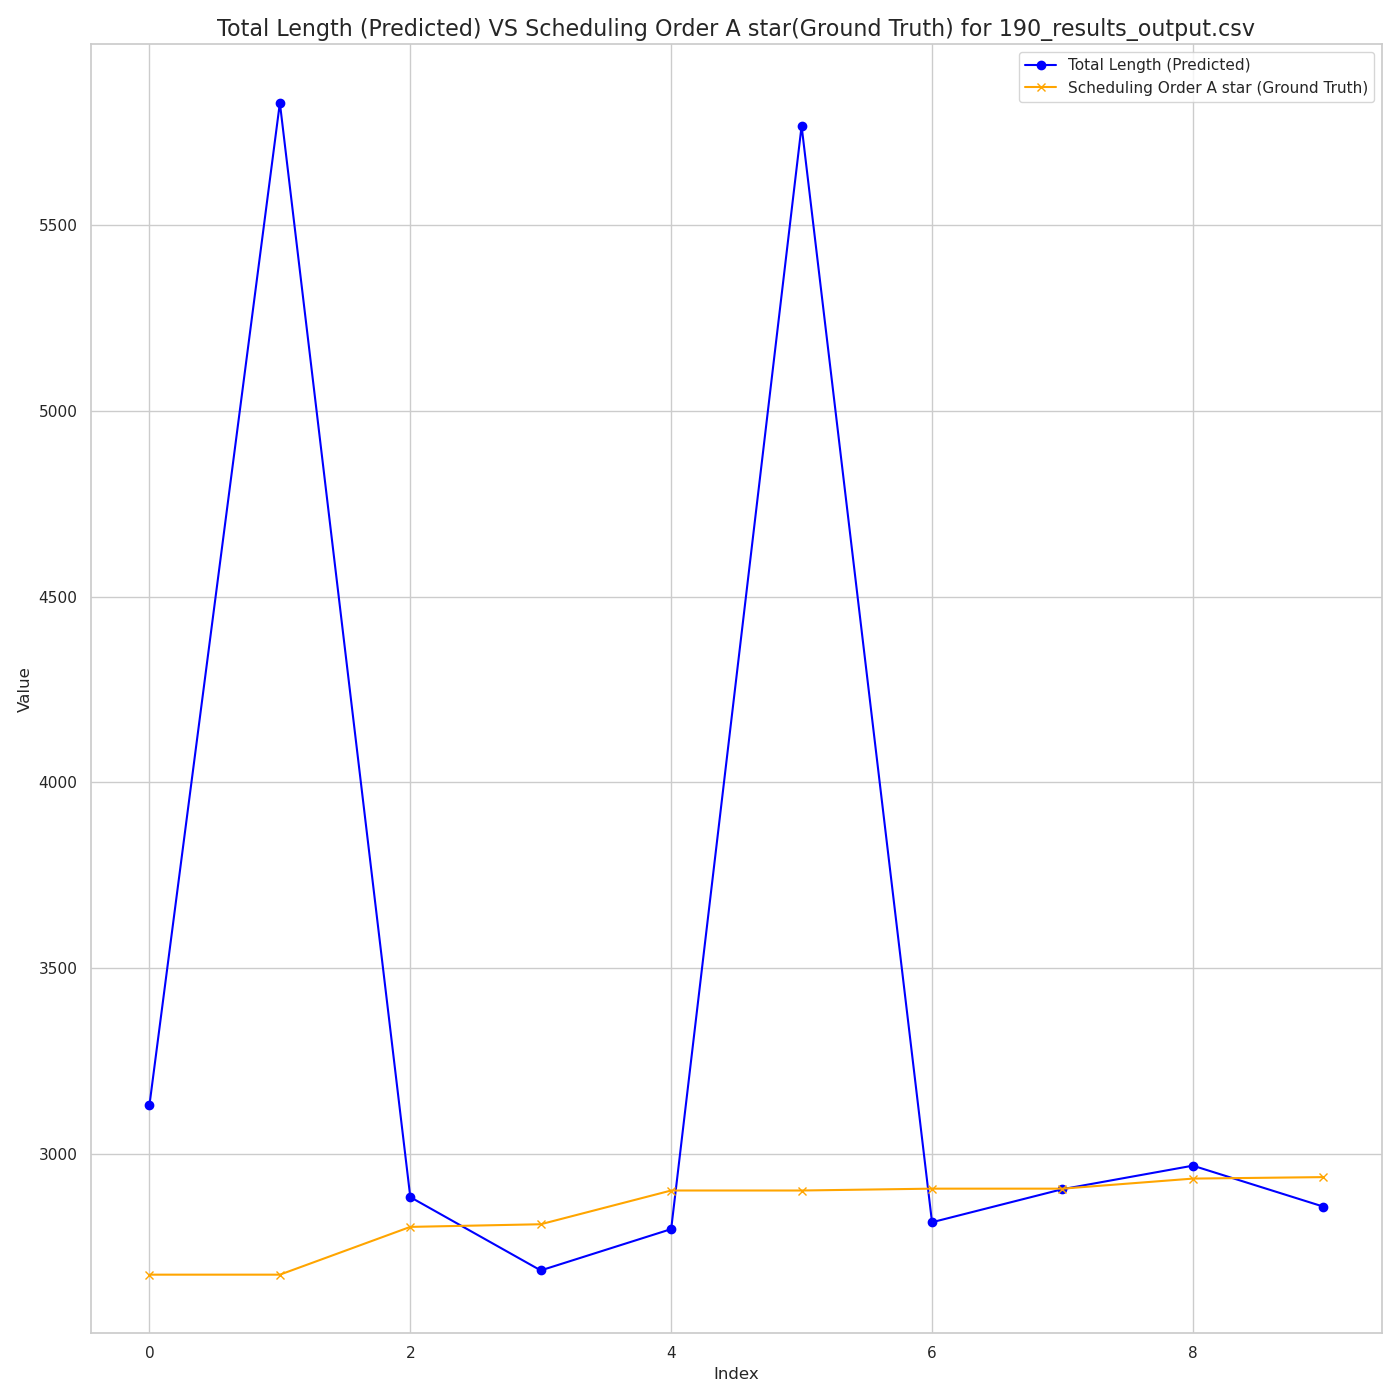 Total Length (Predicted) VS Scheduling Order A star(Ground Truth) for 190_results_output.csv
Total Length (Predicted)
Scheduling Order A star (Ground Truth)
5500
5000
4500
4000
3500
3000
Value
0 2 4 6 8
Index